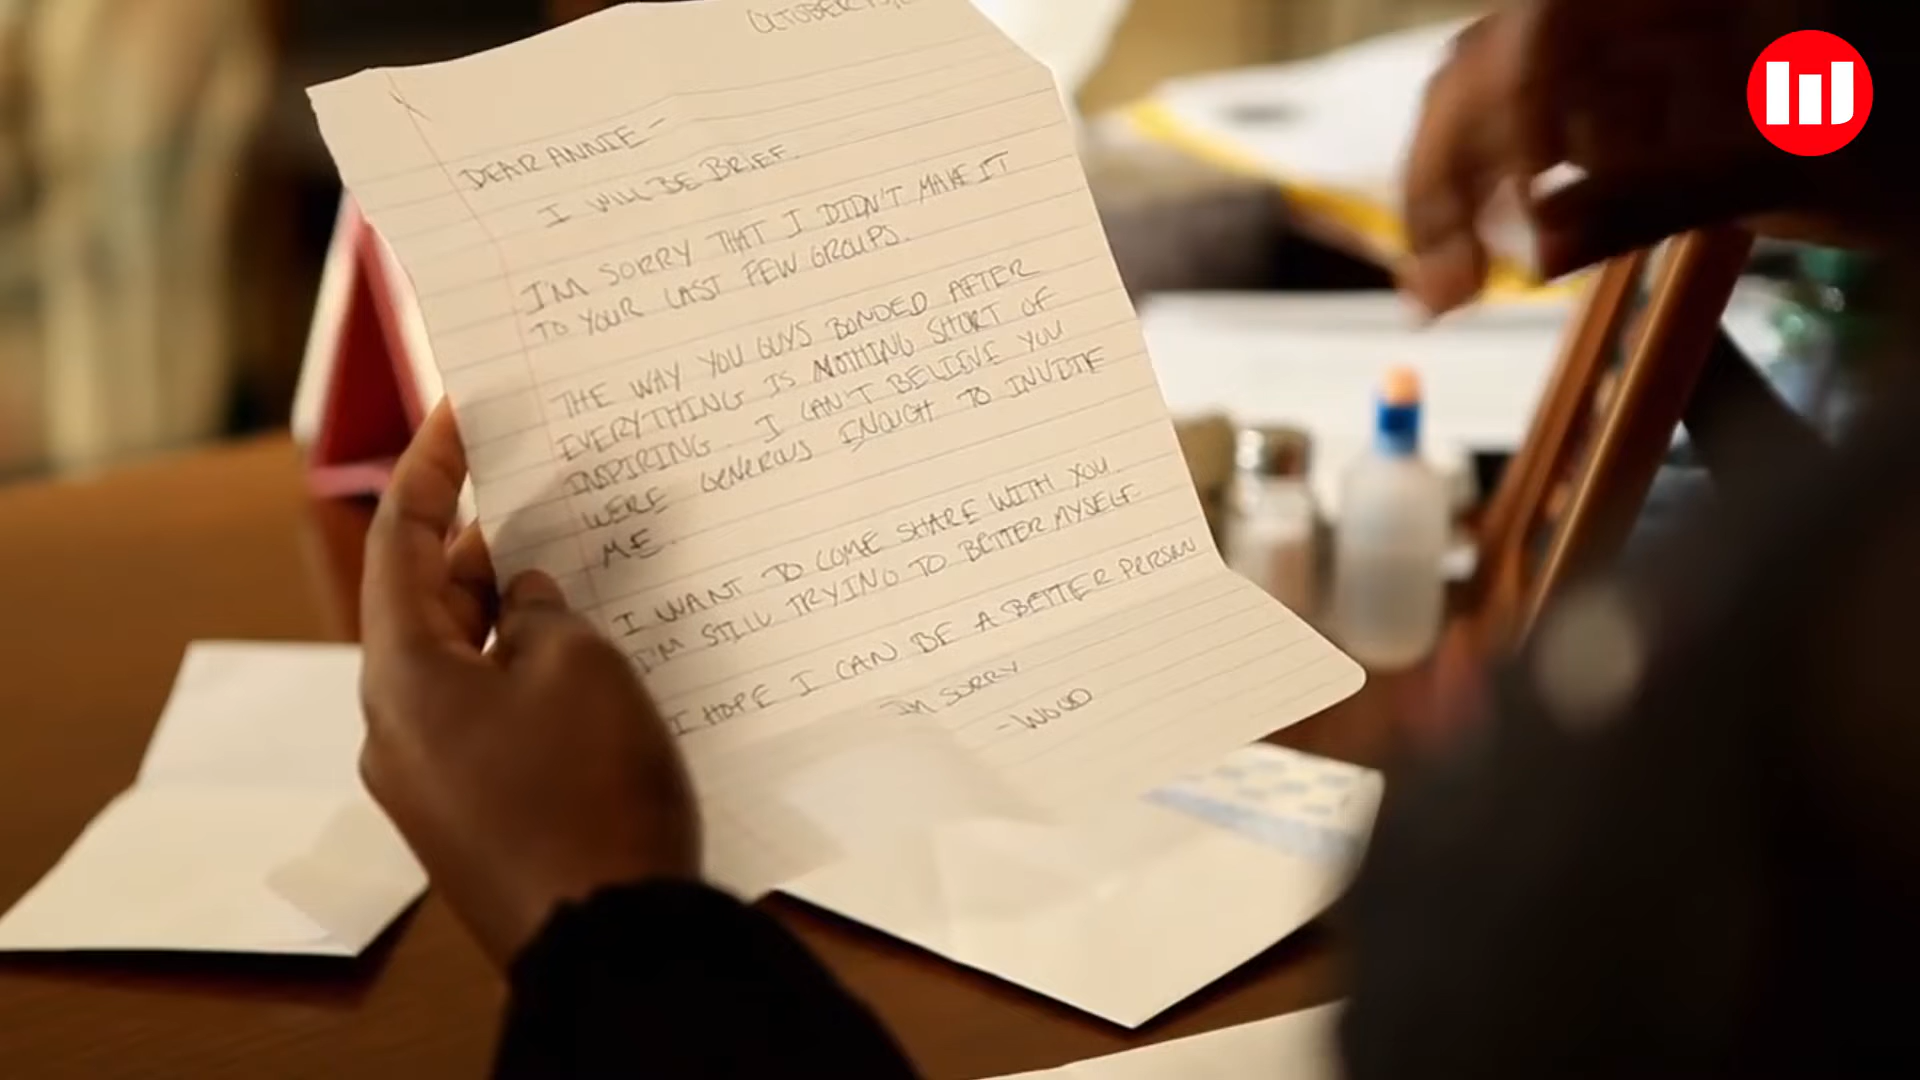 OCTOBER
DEAR ANNIE -
I WILL BE BRIEF.
I'M SORRY THAT I DIDN'T MAKE IT
TO YOUR LAST FEW GROUPS.
THE WAY YOU GUYS BONDED AFTER
EVERYTHING IS NOTHING SHORT OF
INSPIRING. I CAN'T BELIEVE YOU
WERE GENEROUS ENOUGH TO INVITE
ME.
I WANT TO COME SHARE WITH YOU.
I'M STILL TRYING TO BETTER MYSELF
I HOPE I CAN BE A BETTER PERSON
I'M SORRY
- WOOD